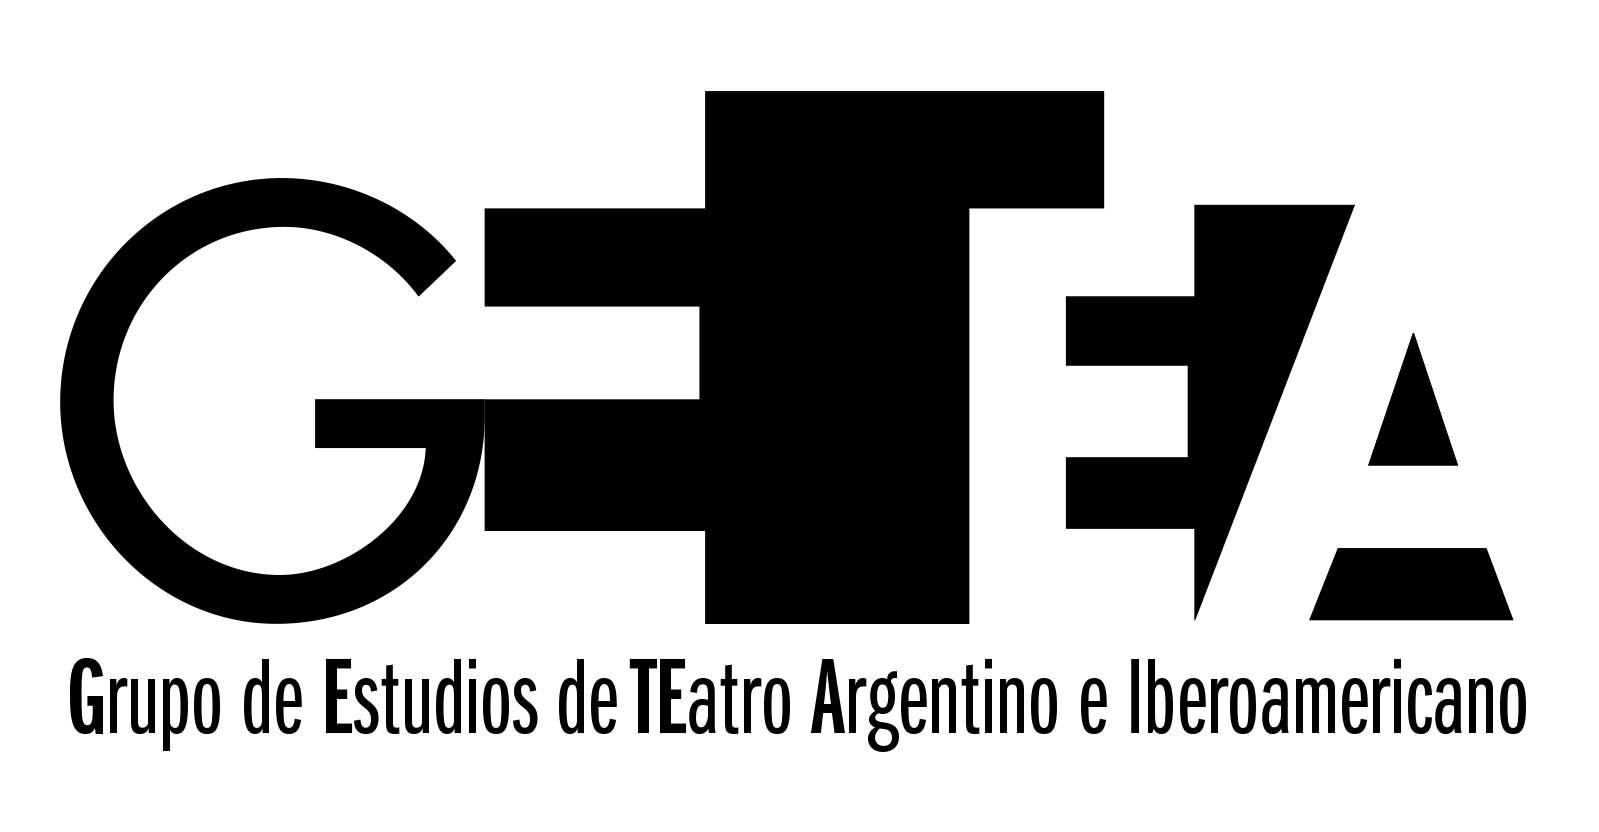 GETEA
Grupo de Estudios de TEatro Argentino e Iberoamericano